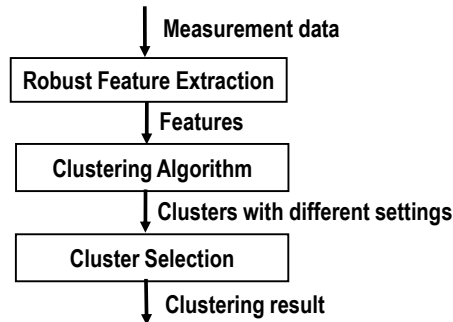 Measurement data
Robust Feature Extraction
Features
Clustering Algorithm
Clusters with different settings
Cluster Selection
Clustering result